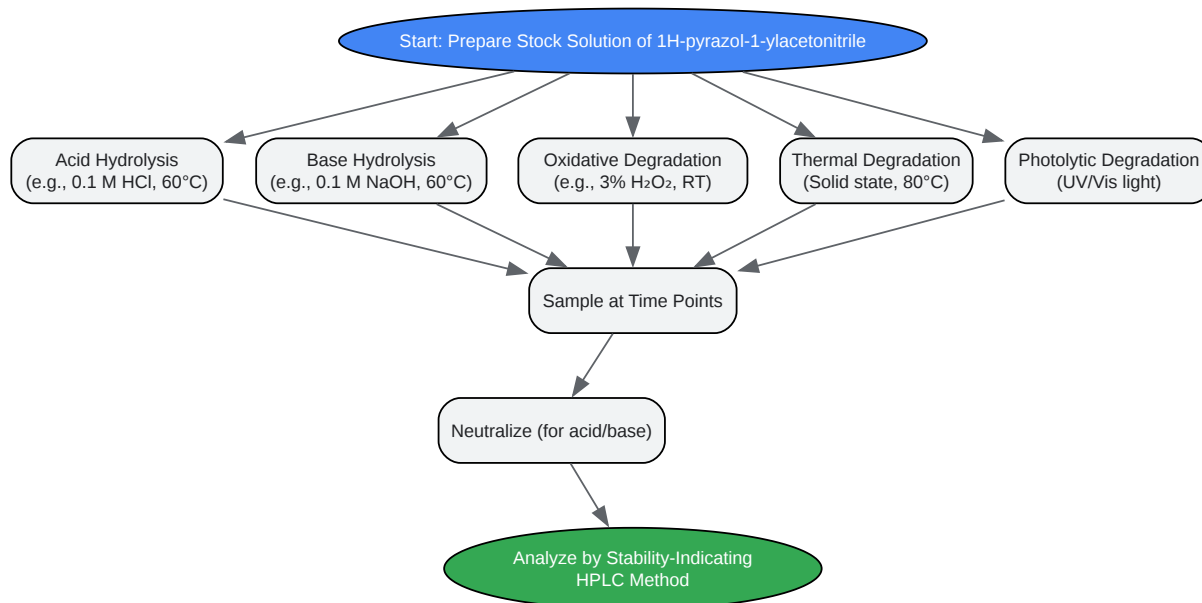 Start: Prepare Stock Solution of 1H-pyrazol-1-ylacetonitrile
Acid Hydrolysis
(e.g., 0.1 M HCl, 60°C)
Base Hydrolysis
(e.g., 0.1 M NaOH, 60°C)
Oxidative Degradation
(e.g., 3% H₂O₂, RT)
Thermal Degradation
(Solid state, 80°C)
Photolytic Degradation
(UV/Vis light)
Sample at Time Points
Neutralize (for acid/base)
Analyze by Stability-Indicating
HPLC Method